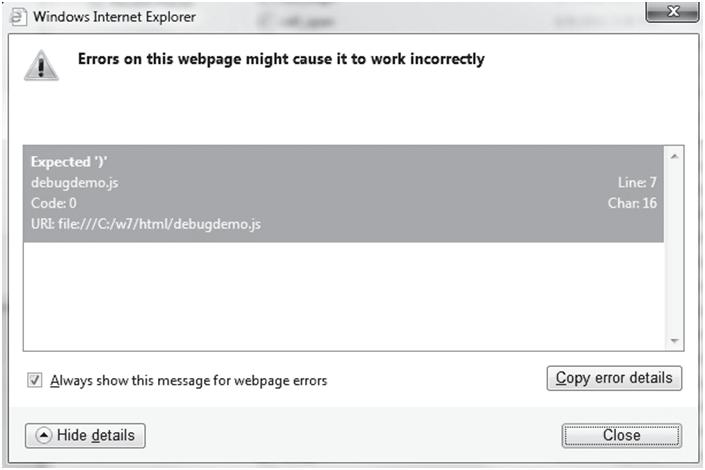 Windows Internet Explorer
Errors on this webpage might cause it to work incorrectly
Expected ')'
debugdemo.js Line: 7
Code: 0 Char: 16
URI: file:///C:/w7/html/debugdemo.js
Always show this message for webpage errors
Copy error details
Hide details
Close